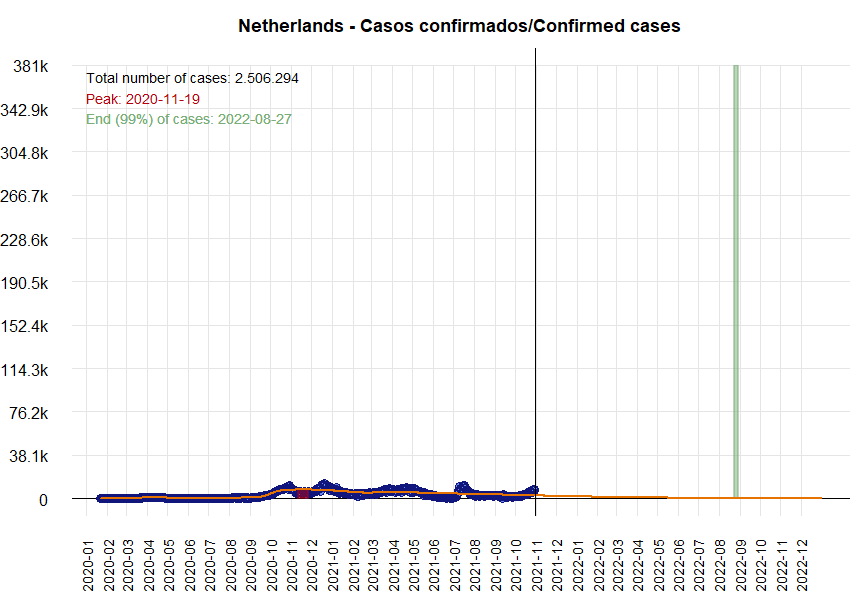 Netherlands - Casos confirmados/Confirmed cases
Total number of cases: 2.506.294
Peak: 2020-11-19
End (99%) of cases: 2022-08-27
381k
342.9k
304.8k
266.7k
228.6k
190.5k
152.4k
114.3k
76.2k
38.1k
0
2020-01
2020-02
2020-03
2020-04
2020-05
2020-06
2020-07
2020-08
2020-09
2020-10
2020-11
2020-12
2021-01
2021-02
2021-03
2021-04
2021-05
2021-06
2021-07
2021-08
2021-09
2021-10
2021-11
2021-12
2022-01
2022-02
2022-03
2022-04
2022-05
2022-06
2022-07
2022-08
2022-09
2022-10
2022-11
2022-12